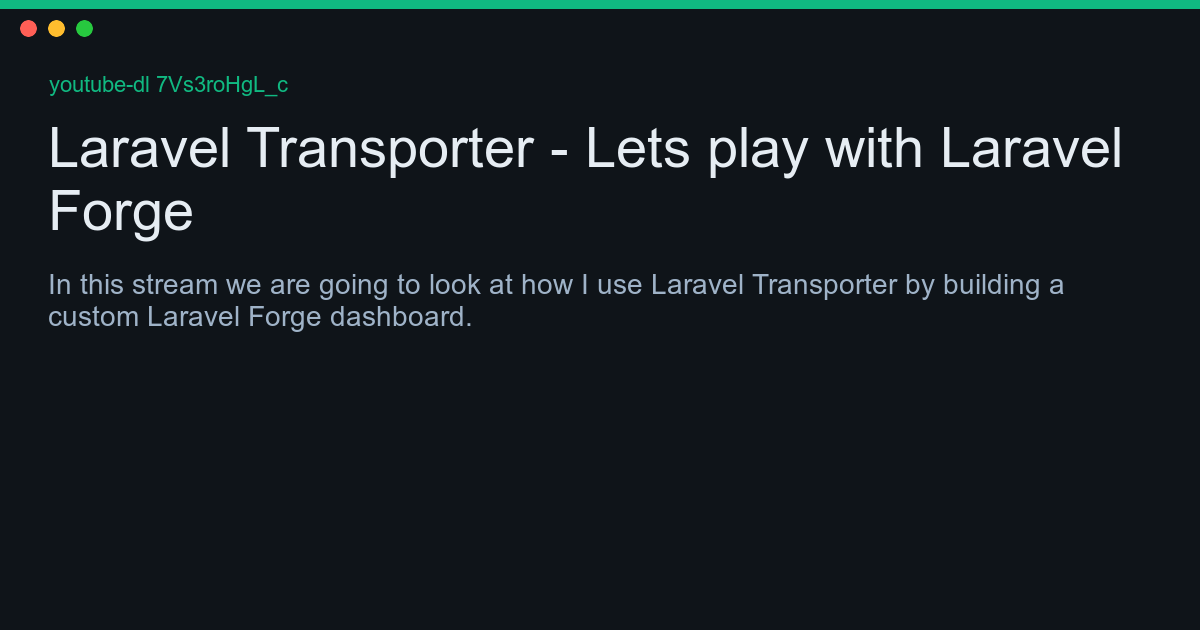 youtube-dl 7Vs3roHgL_c
Laravel Transporter - Lets play with Laravel
Forge
In this stream we are going to look at how I use Laravel Transporter by building a
custom Laravel Forge dashboard.